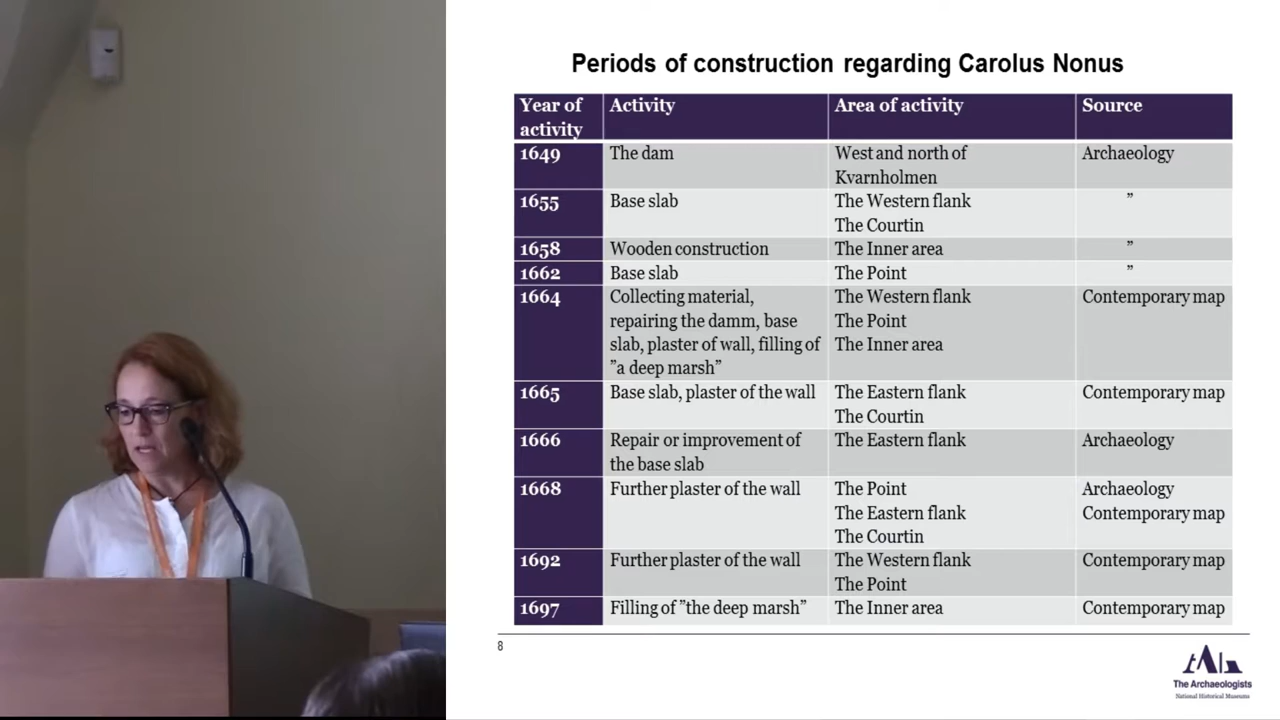 Periods of construction regarding Carolus Nonus
Year of activity Activity Area of activity Source
1649 The dam West and north of Kvarnholmen Archaeology
1655 Base slab The Western flank The Courtin ”
1658 Wooden construction The Inner area ”
1662 Base slab The Point ”
1664 Collecting material, repairing the damm, base slab, plaster of wall, filling of ”a deep marsh” The Western flank The Point The Inner area Contemporary map
1665 Base slab, plaster of the wall The Eastern flank The Courtin Contemporary map
1666 Repair or improvement of the base slab The Eastern flank Archaeology
1668 Further plaster of the wall The Point The Eastern flank The Courtin Archaeology Contemporary map
1692 Further plaster of the wall The Western flank The Point Contemporary map
1697 Filling of ”the deep marsh” The Inner area Contemporary map
8
The Archaeologists
National Historical Museums